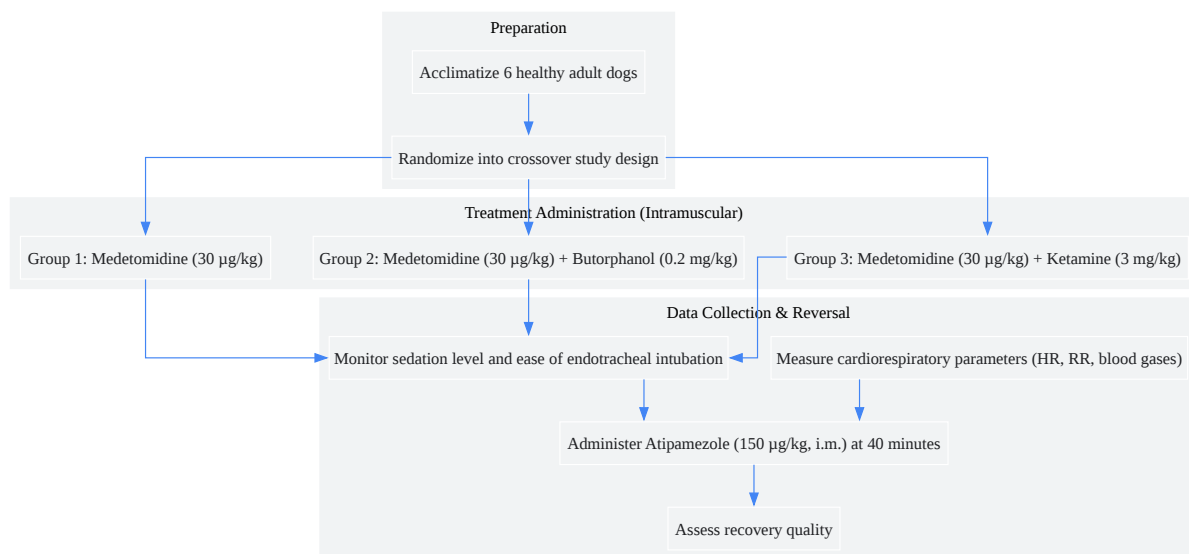 Preparation
Acclimatize 6 healthy adult dogs
Randomize into crossover study design
Treatment Administration (Intramuscular)
Group 1: Medetomidine (30 µg/kg)
Group 2: Medetomidine (30 µg/kg) + Butorphanol (0.2 mg/kg)
Group 3: Medetomidine (30 µg/kg) + Ketamine (3 mg/kg)
Data Collection & Reversal
Monitor sedation level and ease of endotracheal intubation
Measure cardiorespiratory parameters (HR, RR, blood gases)
Administer Atipamezole (150 µg/kg, i.m.) at 40 minutes
Assess recovery quality